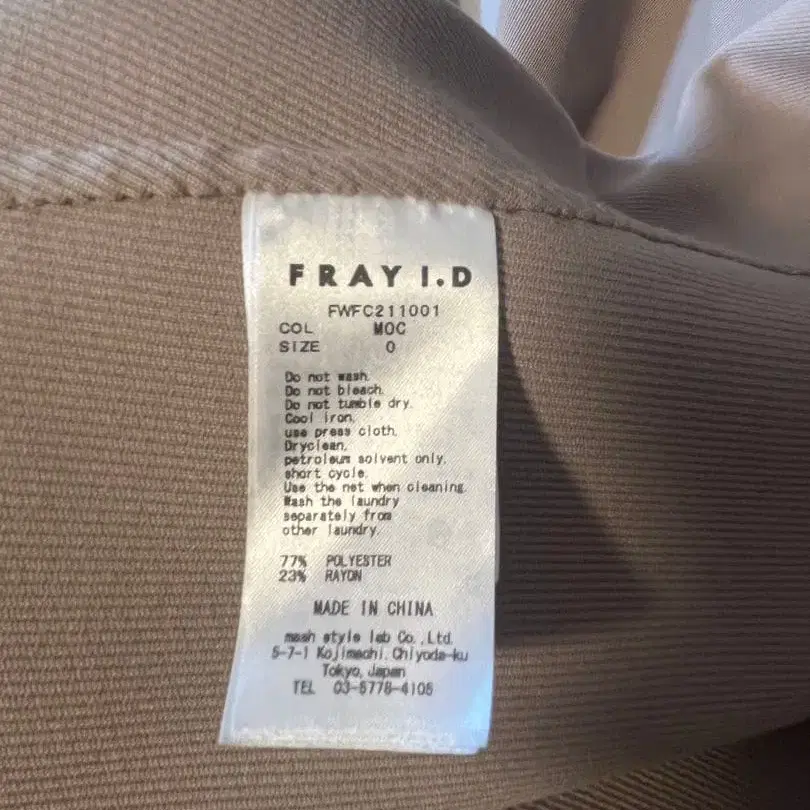 FRAY I.D
FWFC211001
COL MOC
SIZE 0
Do not wash.
Do not bleach.
Do not tumble dry.
Cool iron,
use press cloth.
Dryclean,
petroleum solvent only,
short cycle.
Use the net when cleaning.
Wash the laundry
separately from
other laundry.
77% POLYESTER
23% RAYON
MADE IN CHINA
mash style lab Co.,Ltd.
5-7-1 Kojimachi, Chiyoda-ku
Tokyo, Japan
TEL 03-5778-4106